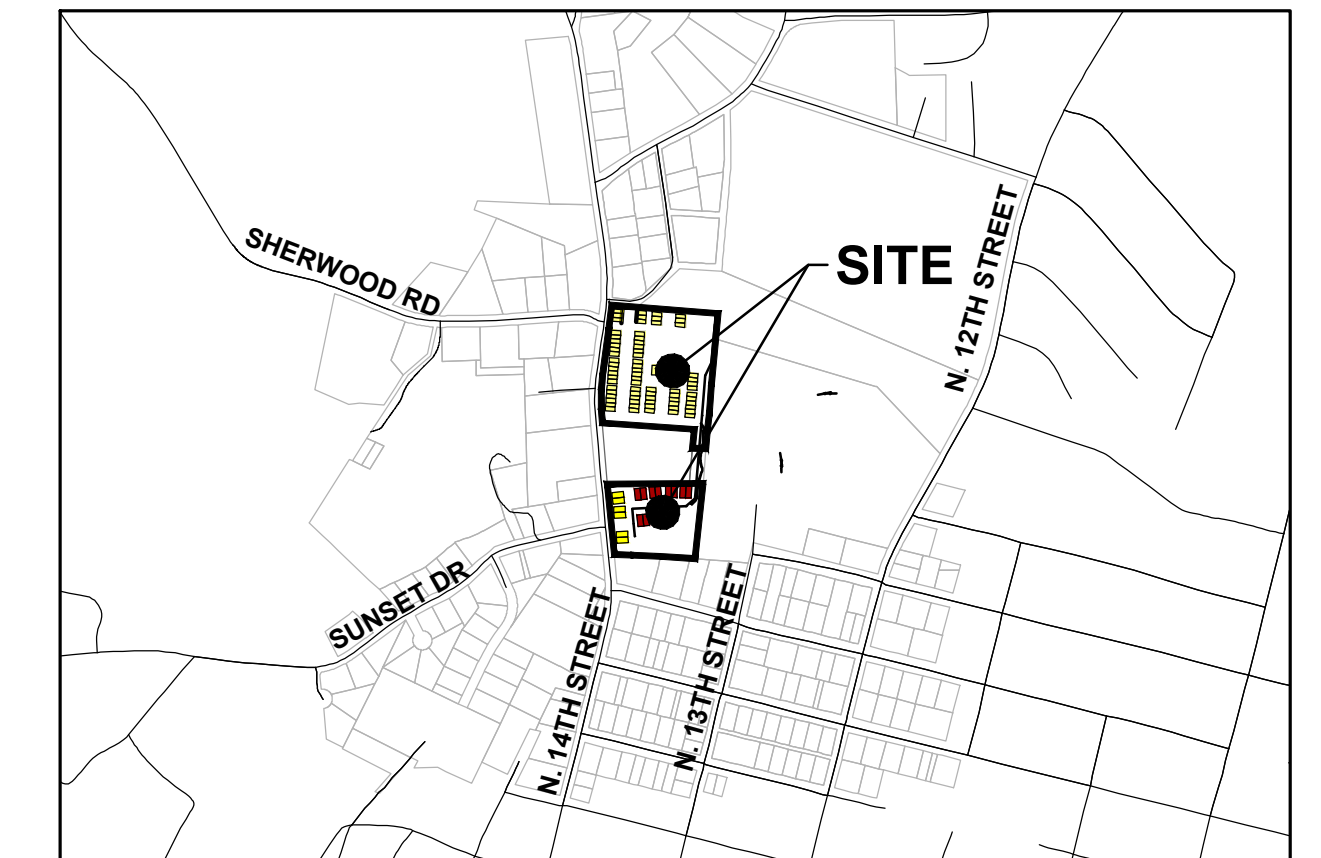 SHERWOOD RD
SITE
N. 12TH STREET
SUNSET DR
N. 14TH STREET
N. 13TH STREET